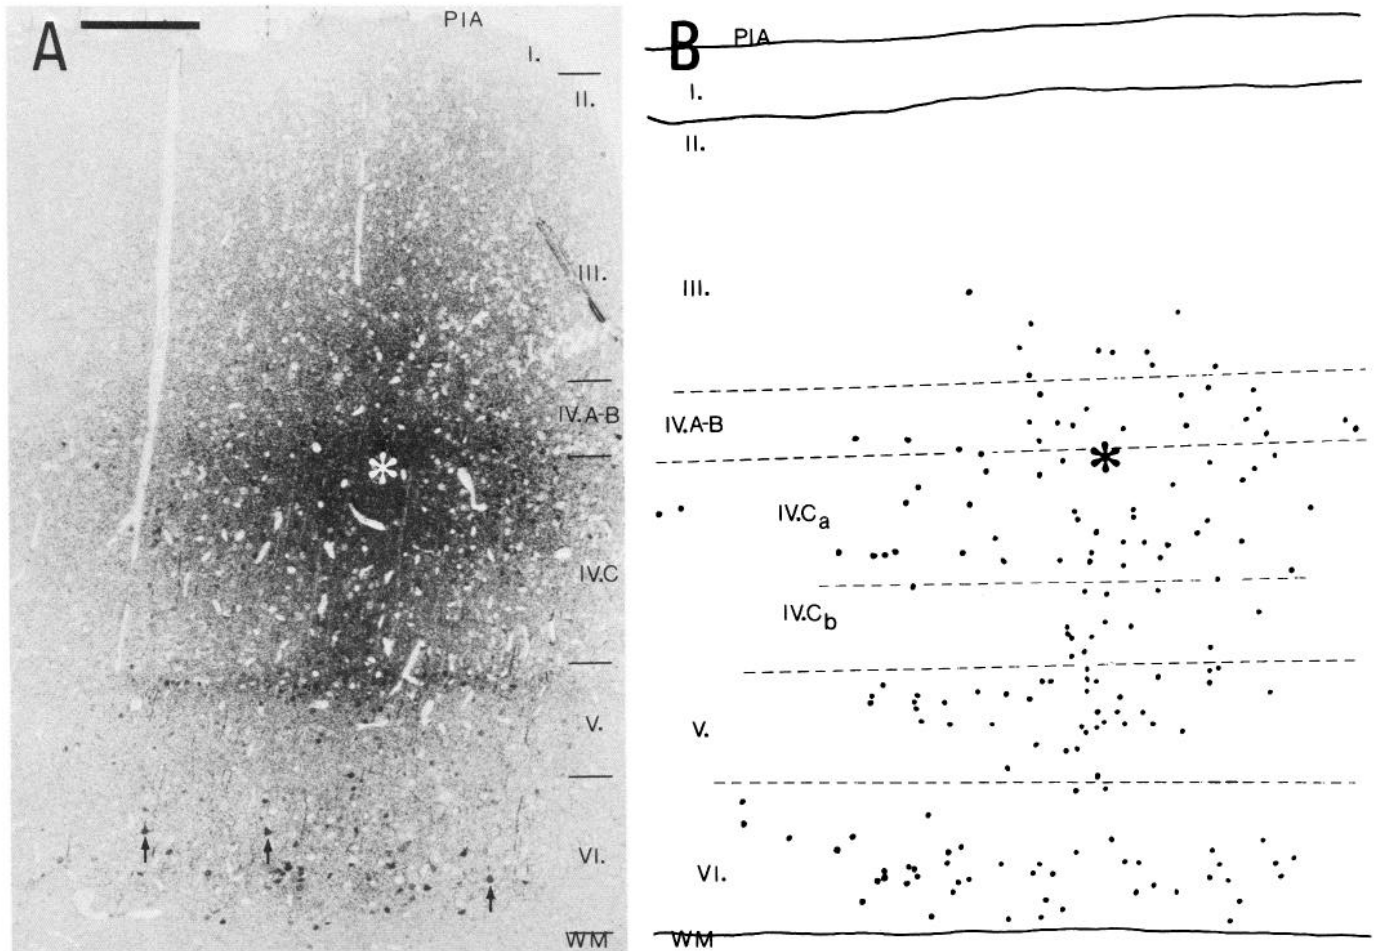 A
PIA
I.
II.
III.
IV.A-B
IV.C
V.
VI.
WM
B
PIA
I.
II.
III.
IV.A-B
IV.Ca
IV.Cb
V.
VI.
WM